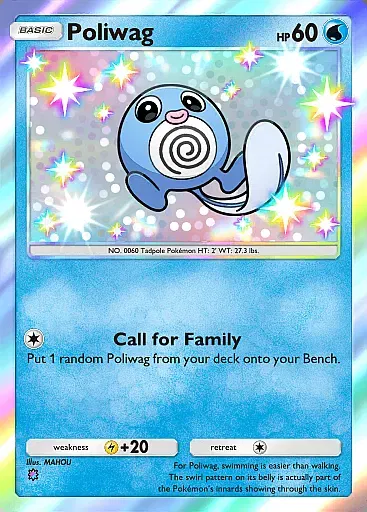 BASIC Poliwag HP 60
NO. 0060 Tadpole Pokémon HT: 2' WT: 27.3 lbs.
Call for Family
Put 1 random Poliwag from your deck onto your Bench.
weakness +20 retreat
Illus. MAHOU
For Poliwag, swimming is easier than walking.
The swirl pattern on its belly is actually part of
the Pokémon's innards showing through the skin.